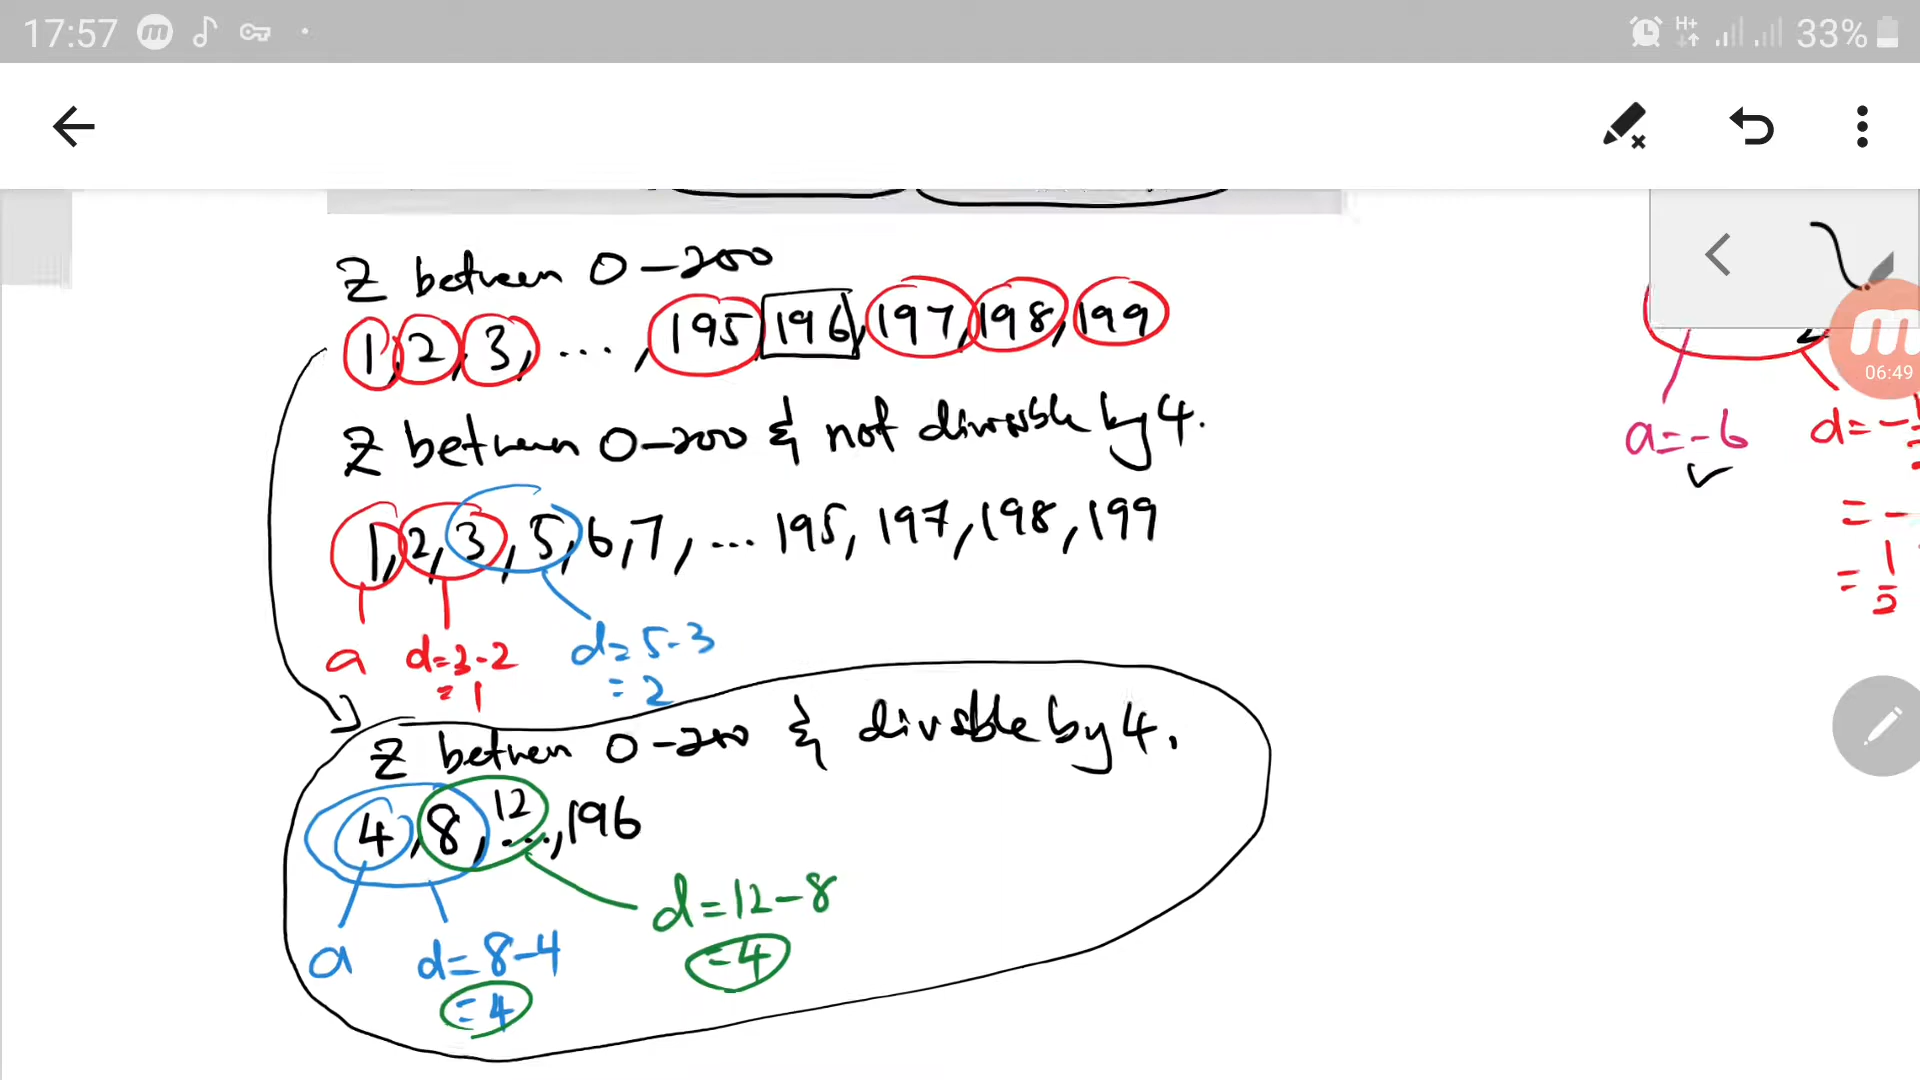 17:57
H+ 33%
Z between 0-200
1, 2, 3, ..., 195, 196, 197, 198, 199
06:49
Z between 0-200 & not divisible by 4.
a=-6
d=-
=
= 1/2
1, 2, 3, 5, 6, 7, ... 195, 197, 198, 199
a d=3-2 d=5-3
=1 =2
Z between 0-200 & divisible by 4.
4, 8, 12 ..., 196
d=12-8
=4
a d=8-4
=4